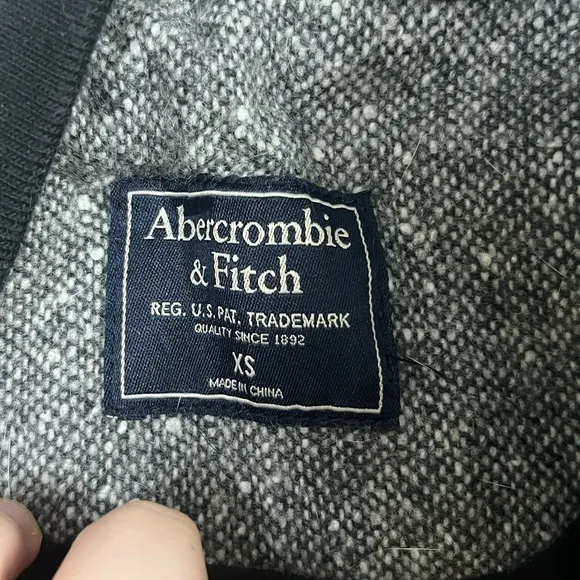 Abercrombie
& Fitch
REG. U.S. PAT. TRADEMARK
QUALITY SINCE 1892
XS
MADE IN CHINA